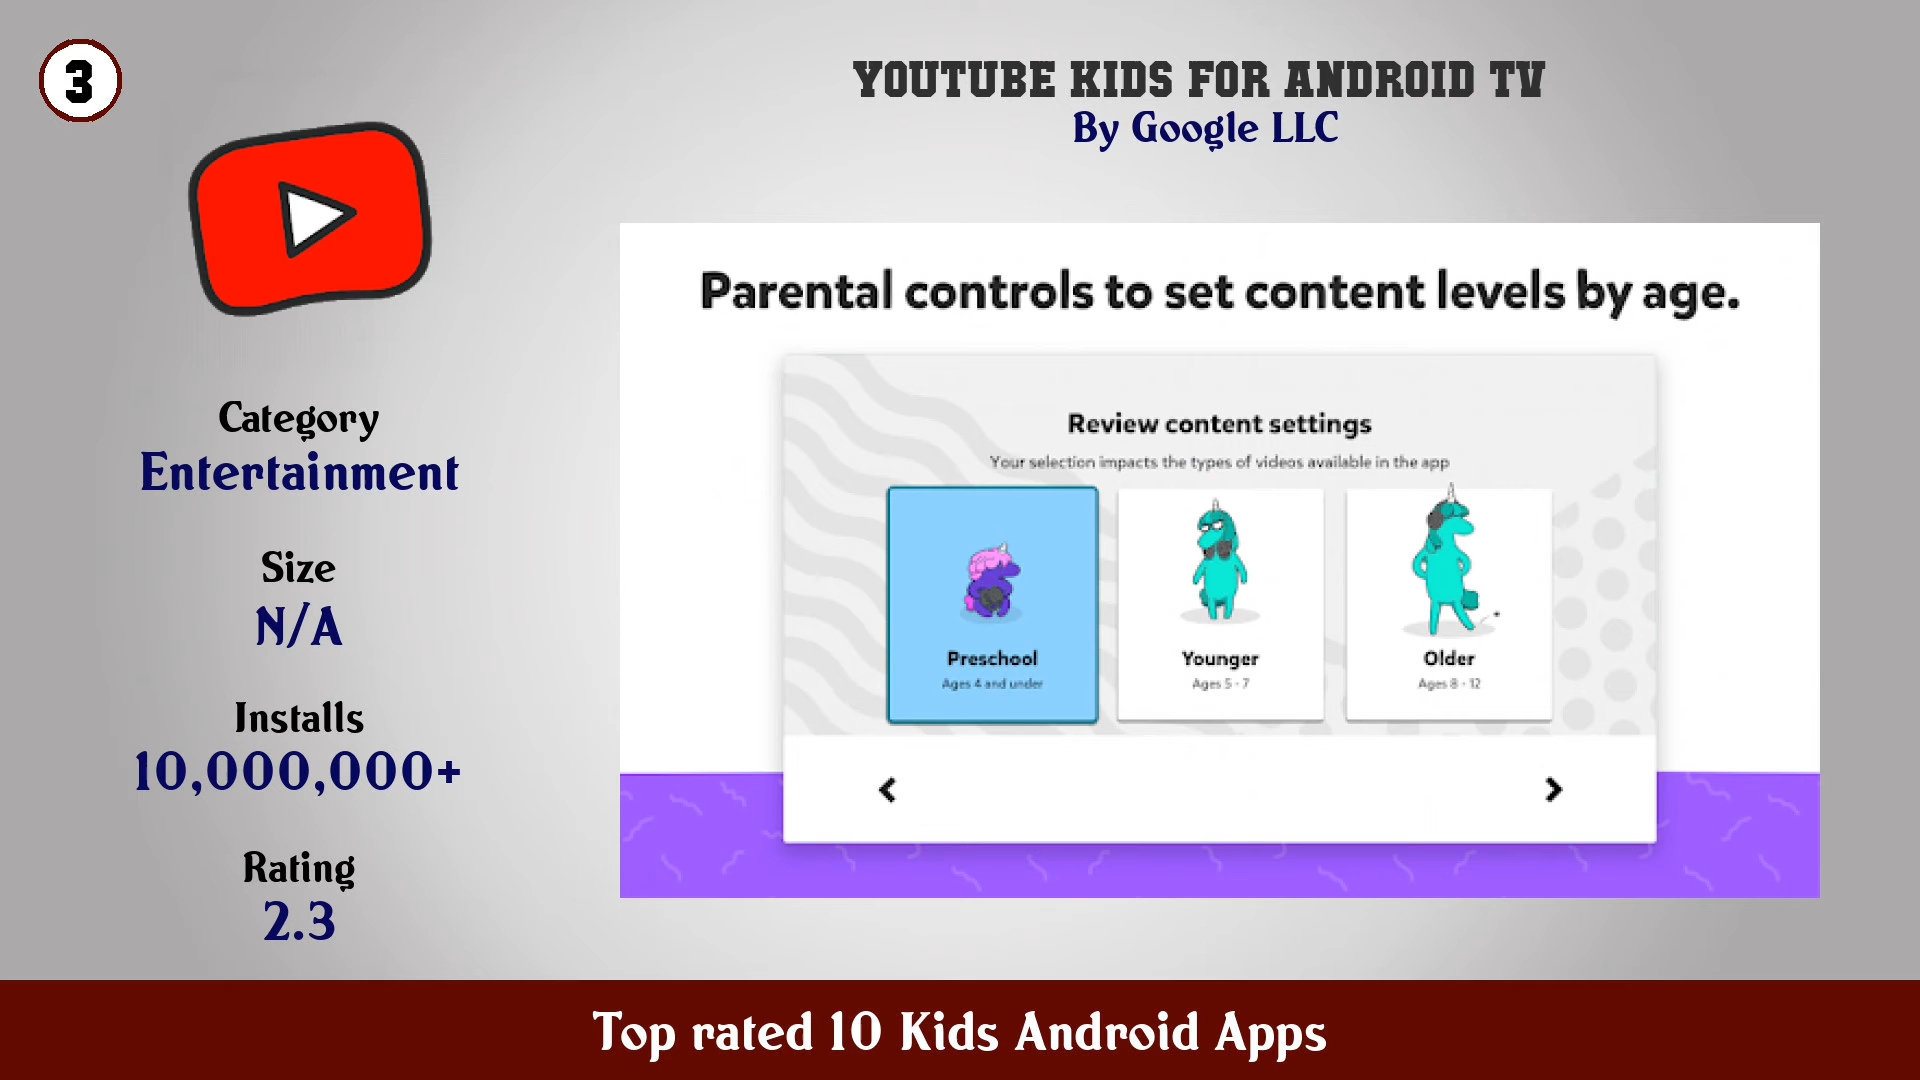 3
YOUTUBE KIDS FOR ANDROID TV
By Google LLC
Category
Entertainment
Size
N/A
Installs
10,000,000+
Rating
2.3
Parental controls to set content levels by age.
Review content settings
Your selection impacts the types of videos available in the app
Preschool
Ages 4 and under
Younger
Ages 5 - 7
Older
Ages 8 - 12
Top rated 10 Kids Android Apps